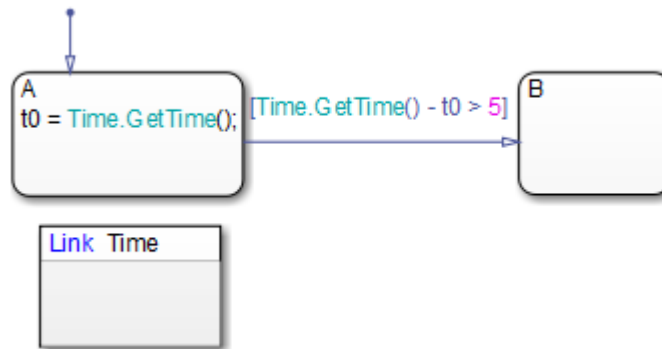 A
t0 = Time.GetTime();
[Time.GetTime() - t0 > 5]
B
Link Time